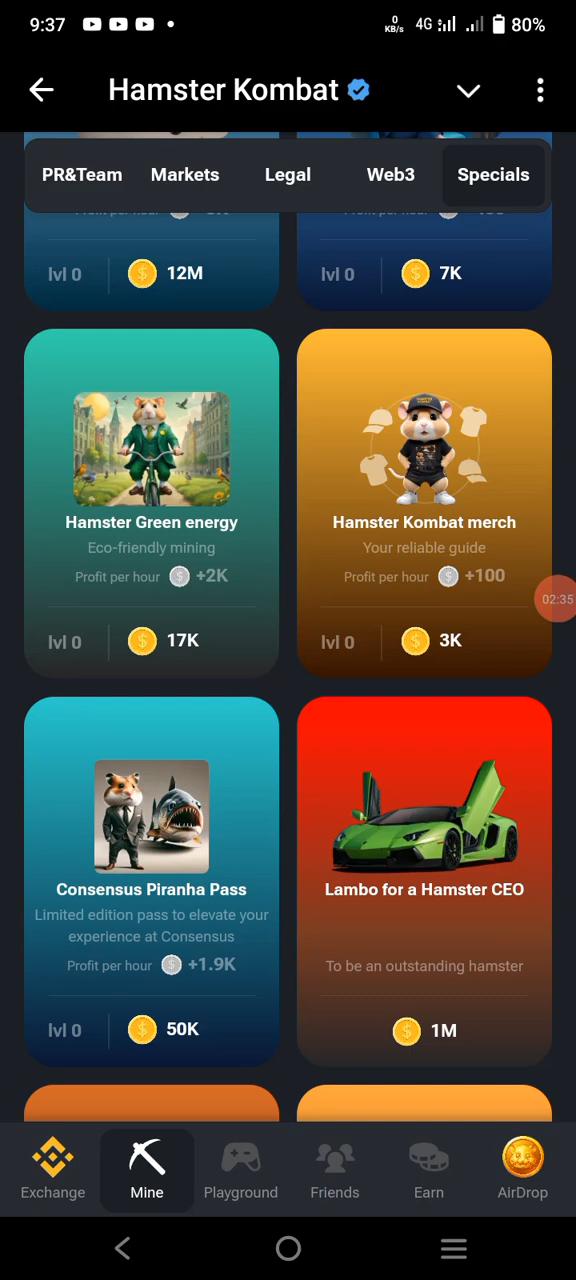 9:37
0
KB/s
4G
80%
Hamster Kombat
PR&Team Markets Legal Web3 Specials
lvl 0 12M
lvl 0 7K
Hamster Green energy
Eco-friendly mining
Profit per hour +2K
lvl 0 17K
Hamster Kombat merch
Your reliable guide
Profit per hour +100
lvl 0 3K
02:35
Consensus Piranha Pass
Limited edition pass to elevate your
experience at Consensus
Profit per hour +1.9K
lvl 0 50K
Lambo for a Hamster CEO
To be an outstanding hamster
1M
Exchange Mine Playground Friends Earn AirDrop